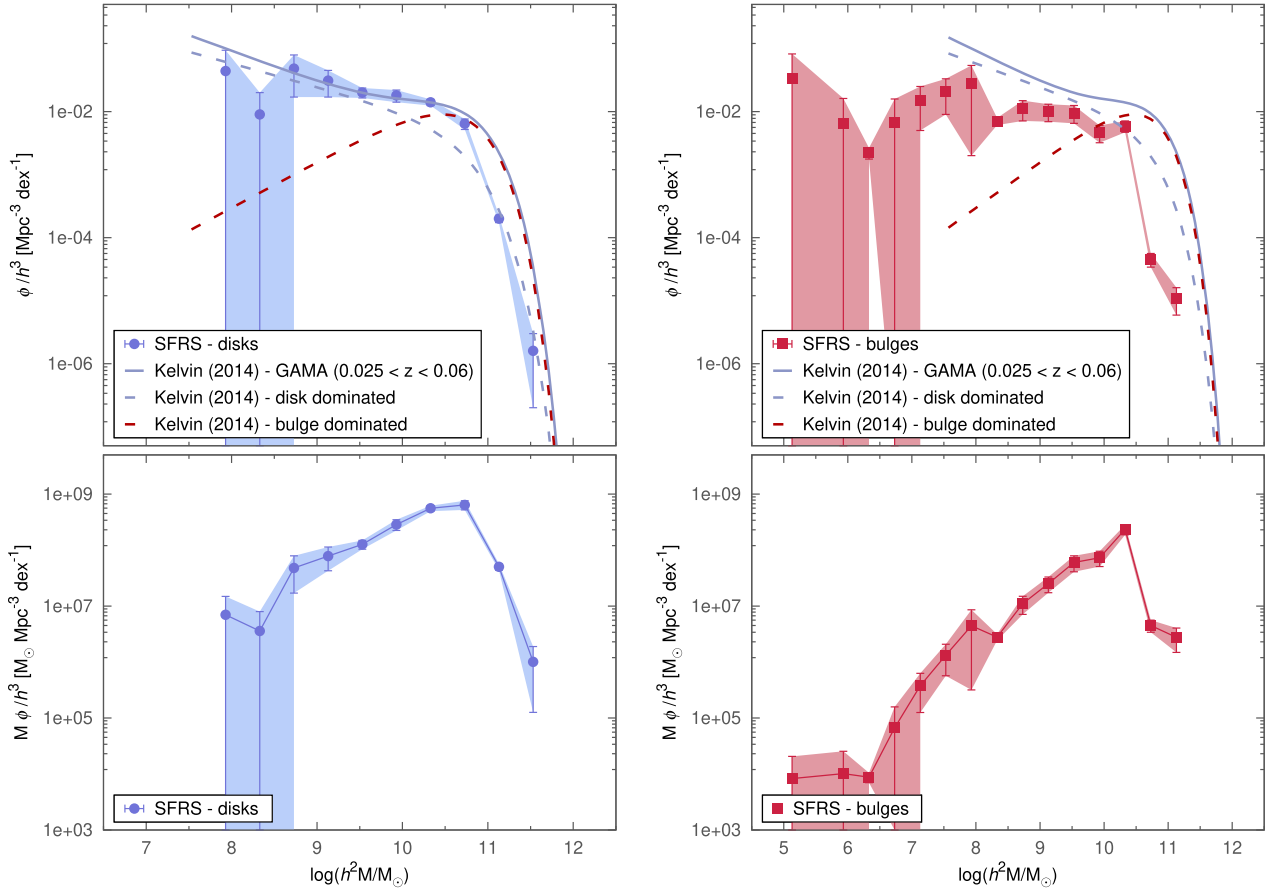 1e-02
1e-04
1e-06
ϕ /h³ [Mpc⁻³ dex⁻¹]
SFRS - disks
Kelvin (2014) - GAMA (0.025 < z < 0.06)
Kelvin (2014) - disk dominated
Kelvin (2014) - bulge dominated
1e-02
1e-04
1e-06
ϕ /h³ [Mpc⁻³ dex⁻¹]
SFRS - bulges
Kelvin (2014) - GAMA (0.025 < z < 0.06)
Kelvin (2014) - disk dominated
Kelvin (2014) - bulge dominated
1e+09
1e+07
1e+05
1e+03
M ϕ /h³ [M☉ Mpc⁻³ dex⁻¹]
SFRS - disks
7 8 9 10 11 12
log(h²M/M☉)
1e+09
1e+07
1e+05
1e+03
M ϕ /h³ [M☉ Mpc⁻³ dex⁻¹]
SFRS - bulges
5 6 7 8 9 10 11 12
log(h²M/M☉)